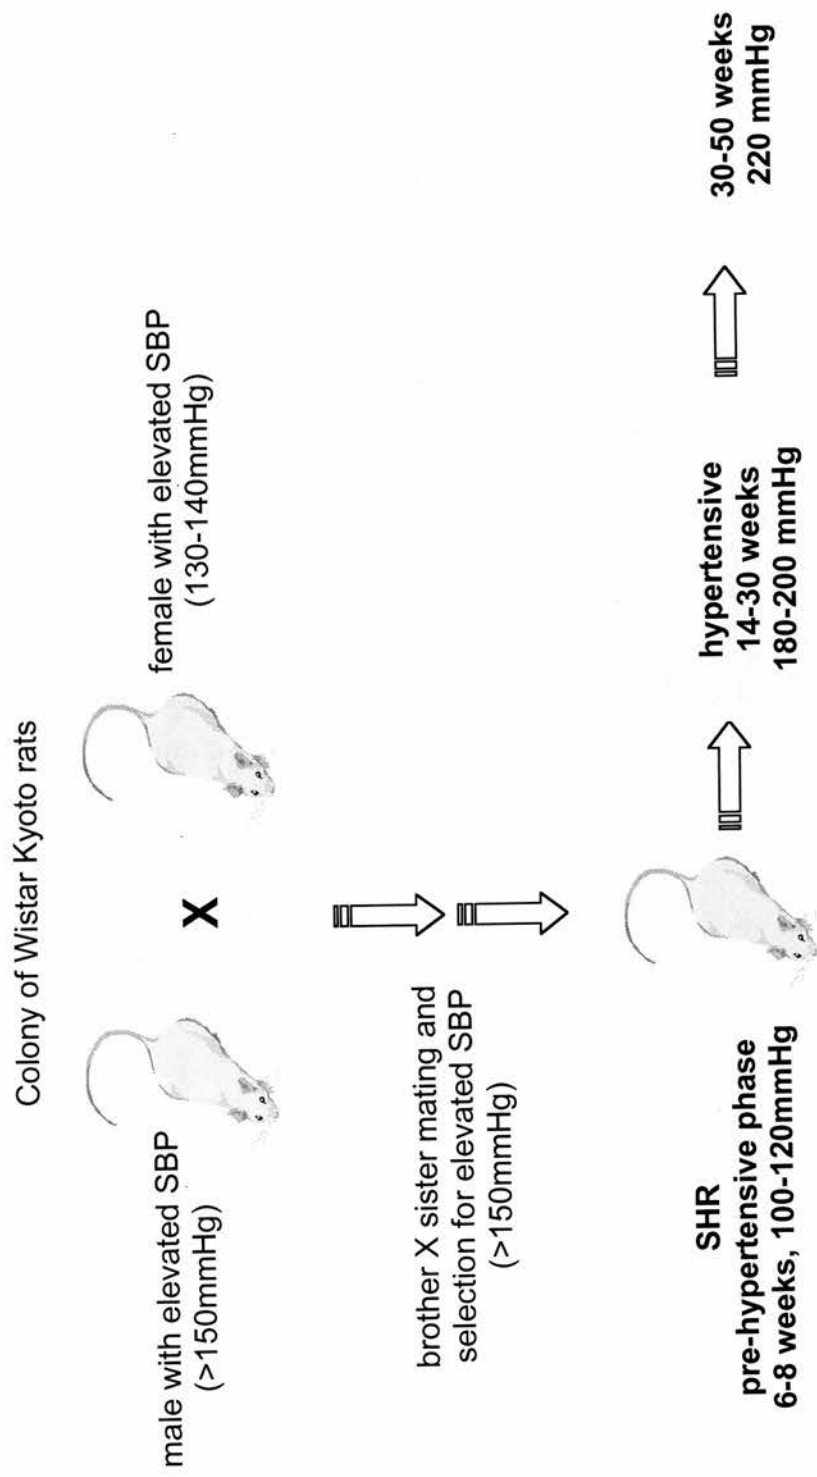 Colony of Wistar Kyoto rats
male with elevated SBP
(>150mmHg)
X
female with elevated SBP
(130-140mmHg)
brother X sister mating and
selection for elevated SBP
(>150mmHg)
SHR
pre-hypertensive phase
6-8 weeks, 100-120mmHg
hypertensive
14-30 weeks
180-200 mmHg
30-50 weeks
220 mmHg